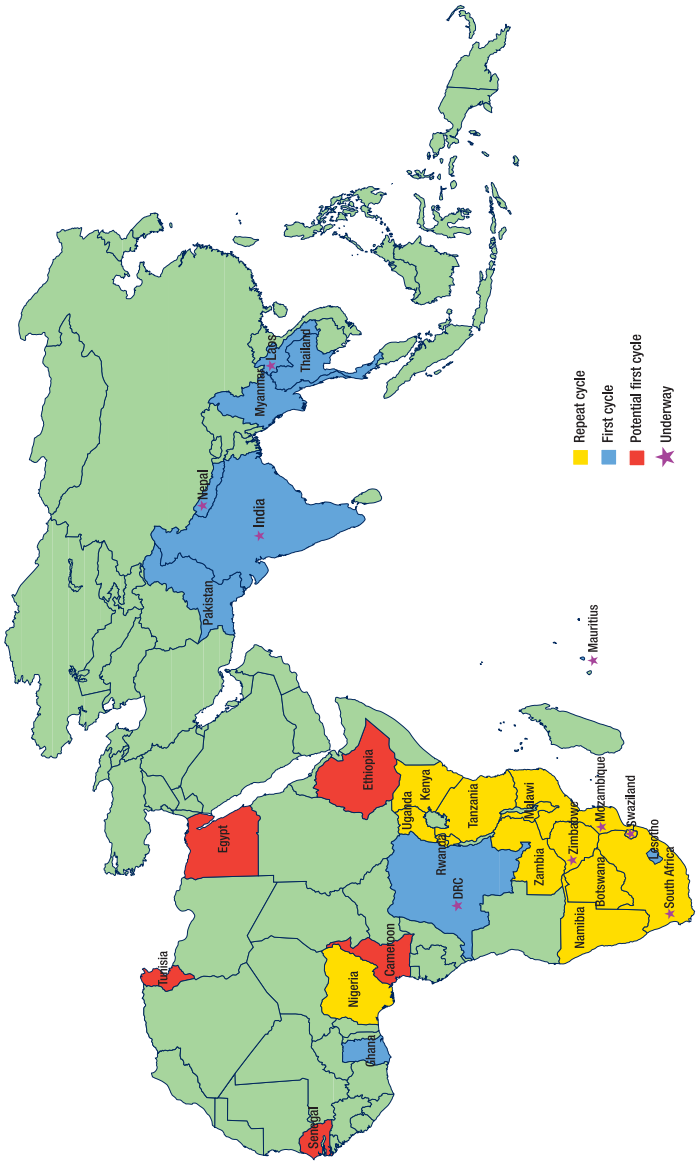 Tunisia
Egypt
Senegal
Ghana
Nigeria
Cameroon
Ethiopia
Uganda
Kenya
Rwanda
DRC
Tanzania
Malawi
Zambia
Zimbabwe
Mozambique
Namibia
Botswana
Swaziland
Lesotho
South Africa
Mauritius
Pakistan
Nepal
India
Myanmar
Laos
Thailand
Repeat cycle
First cycle
Potential first cycle
Underway